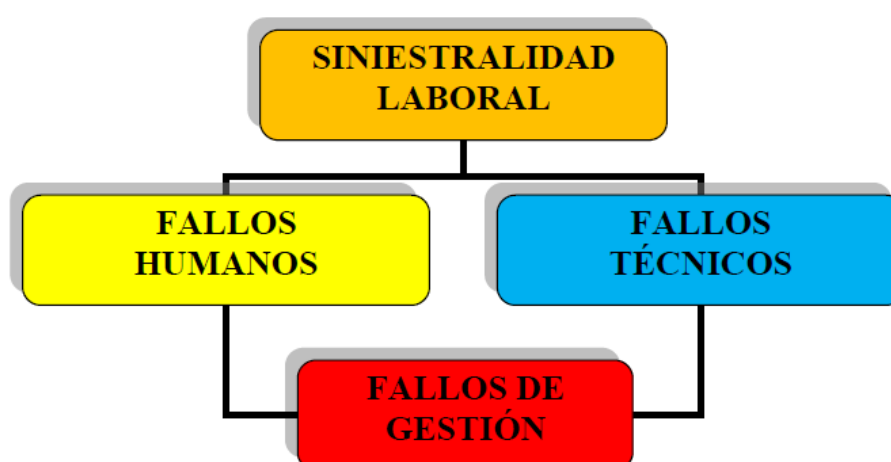 SINIESTRALIDAD
LABORAL
FALLOS
HUMANOS
FALLOS
TÉCNICOS
FALLOS DE
GESTIÓN